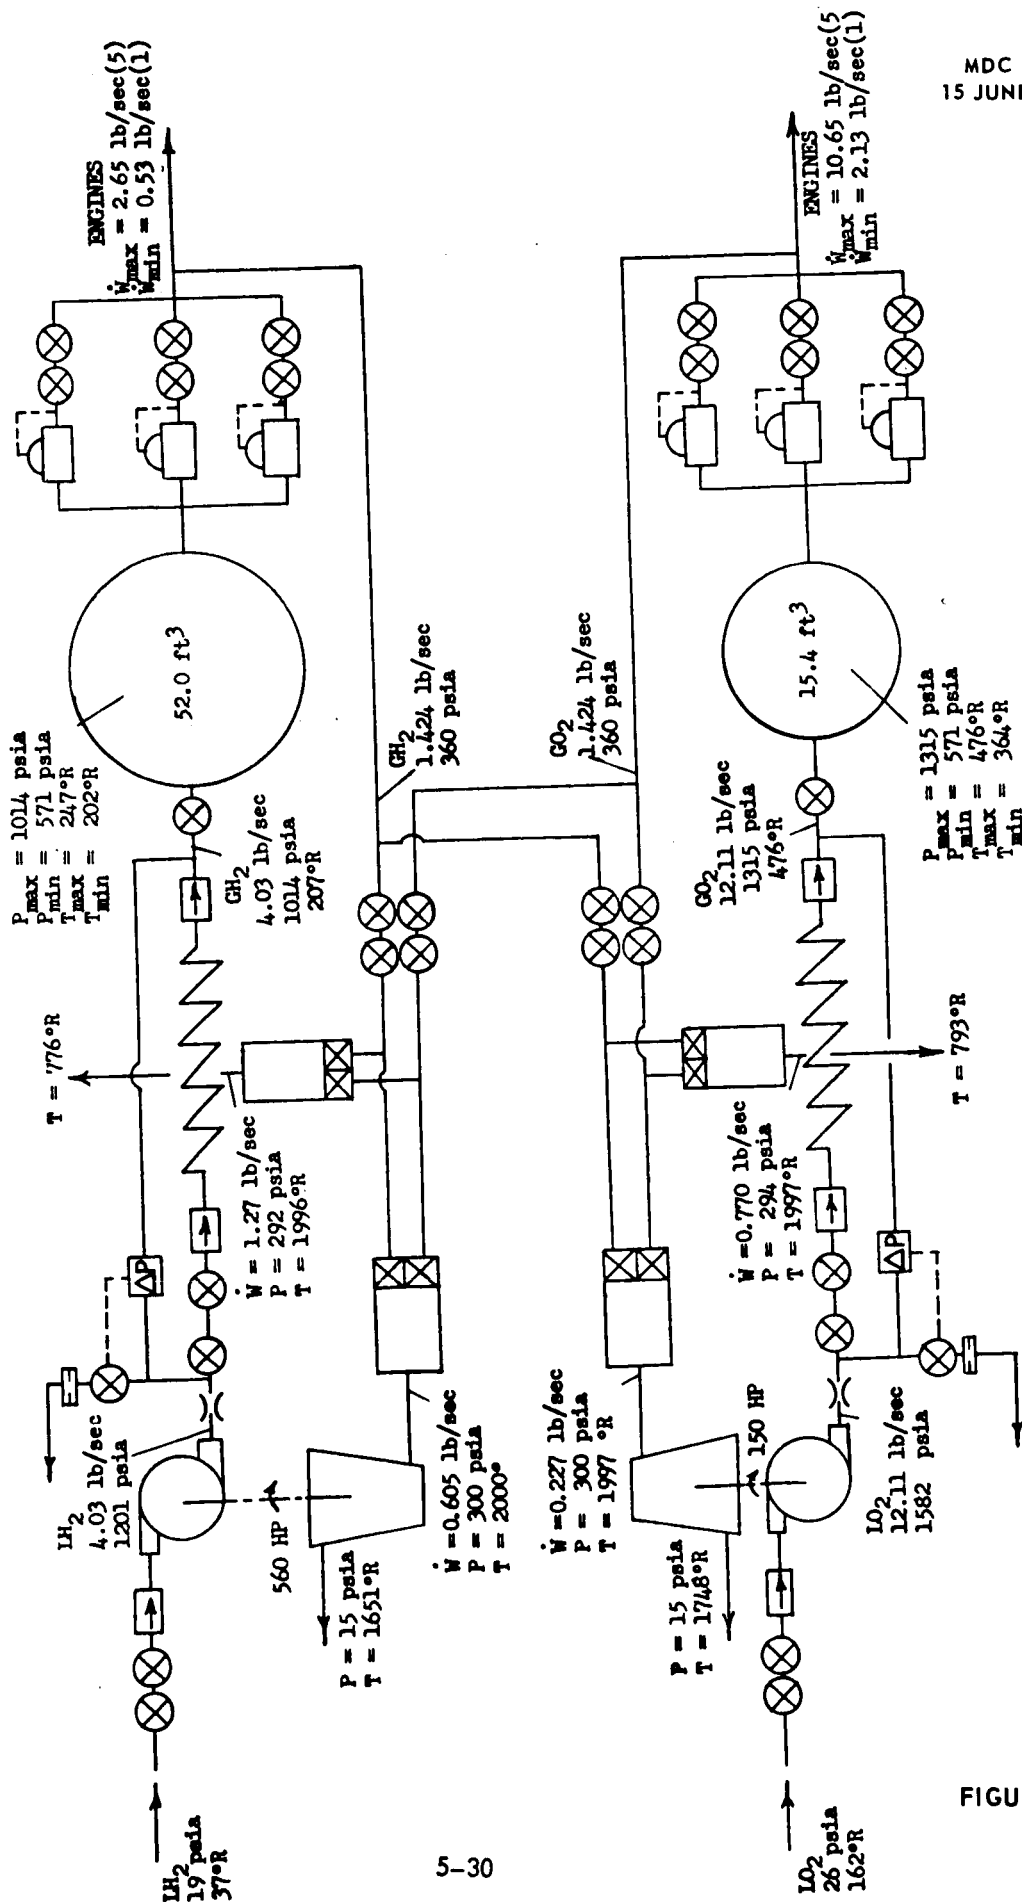 MDC
15 JUNE
ENGINES
Ẇmax = 2.65 lb/sec(5)
Ẇmin = 0.53 lb/sec(1)
Pmax = 1014 psia
Pmin = 571 psia
Tmax = 247°R
Tmin = 202°R
52.0 ft³
GH₂
4.03 lb/sec
1014 psia
207°R
GH₂
1.424 lb/sec
360 psia
T = 776°R
Ẇ = 1.27 lb/sec
P = 292 psia
T = 1996°R
ΔP
LH₂
4.03 lb/sec
1201 psia
560 HP
Ẇ =0.605 lb/sec
P = 300 psia
T = 2000°
P = 15 psia
T = 1651°R
LH₂
19 psia
37°R
ENGINES
Ẇmax = 10.65 lb/sec(5
Ẇmin = 2.13 lb/sec(1)
15.4 ft³
Pmax = 1315 psia
Pmin = 571 psia
Tmax = 476°R
Tmin = 364°R
GO₂
1.424 lb/sec
360 psia
GO₂
12.11 lb/sec
1315 psia
476°R
T = 793°R
Ẇ =0.770 lb/sec
P = 294 psia
T = 1997°R
ΔP
Ẇ =0.227 lb/sec
P = 300 psia
T = 1997 °R
150 HP
LO₂
12.11 lb/sec
1582
P = 15 psia
T = 1748°R
LO₂
26 psia
162°R
5-30
FIGU